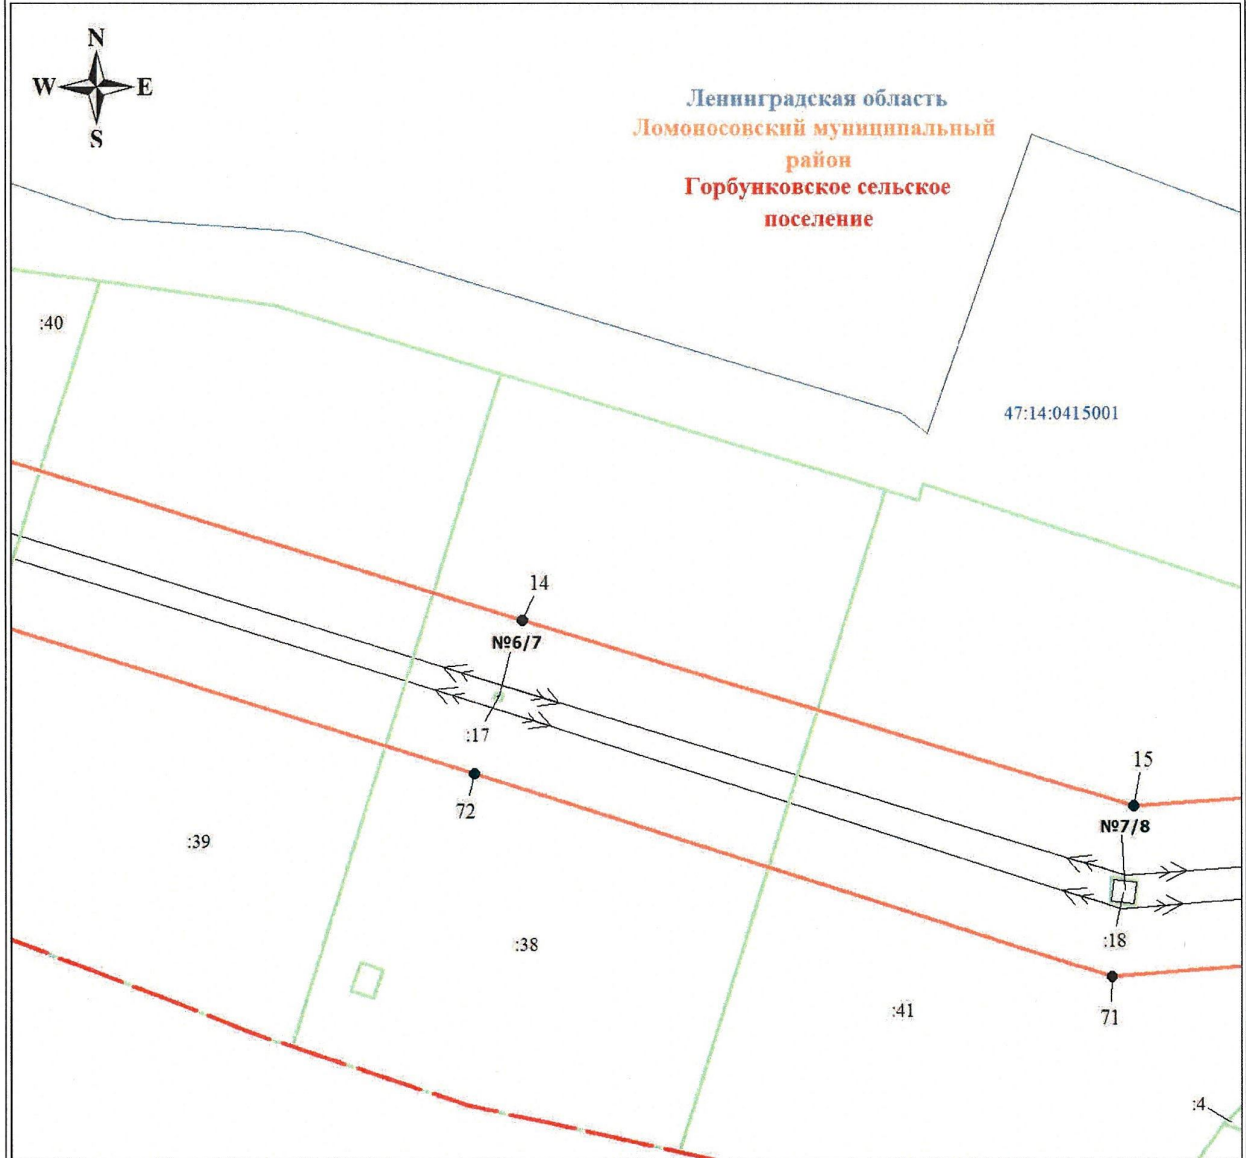 N
W E
S
Ленинградская область
Ломоносовский муниципальный
район
Горбунковское сельское
поселение
:40
47:14:0415001
14
№6/7
:17
15
72
№7/8
:39
:38
:18
:41
71
:4